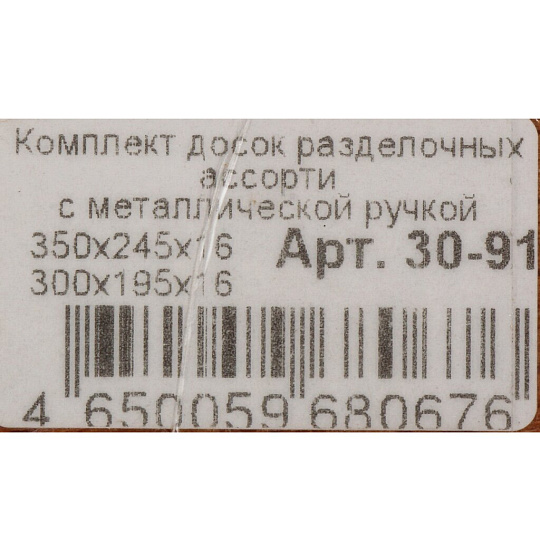 Комплект досок разделочных
ассорти
с металлической ручкой
350x245x16 Арт. 30-91
300x195x16
4 650059 680676